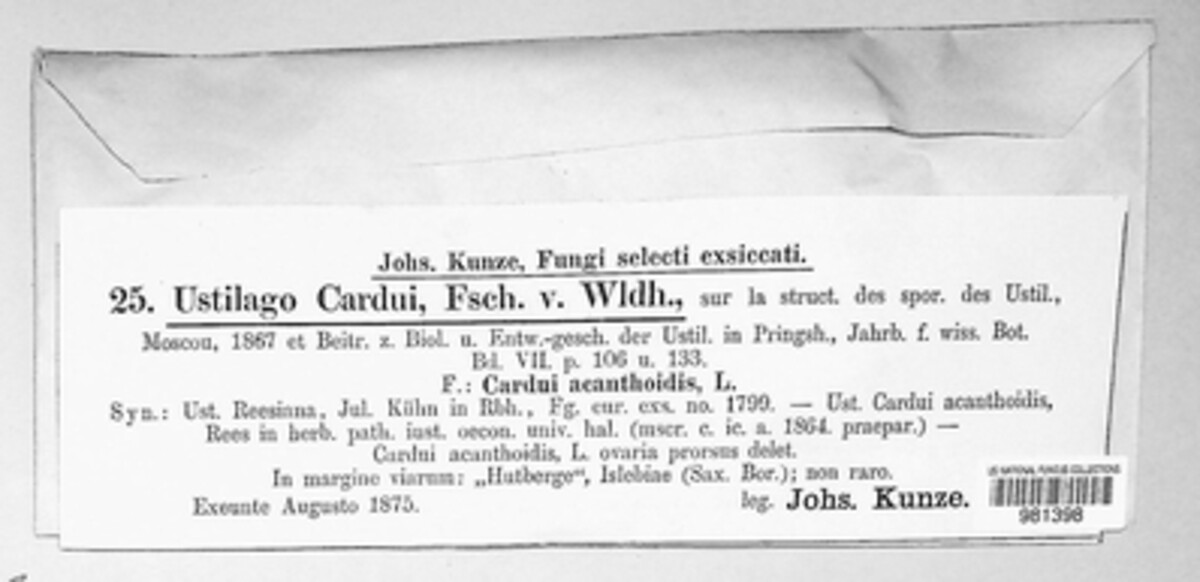 Johs. Kunze, Fungi selecti exsiccati.
25. Ustilago Cardui, Fsch. v. Wldh., sur la struct. des spor. des Ustil.,
Moscou, 1867 et Beitr. z. Biol. u. Entw.-gesch. der Ustil. in Pringsh., Jahrb. f. wiss. Bot.
Bd. VII. p. 106 u. 133.
F.: Cardui acanthoidis, L.
Syn.: Ust. Reesiana, Jul. Kühn in Rbh., Fg. eur. exs. no. 1799. — Ust. Cardui acanthoidis,
Rees in herb. path. inst. oecon. univ. hal. (mscr. c. ic. a. 1864. praepar.) —
Cardui acanthoidis, L. ovaria prorsus delet.
In margine viarum: „Hutberge“, Islebiae (Sax. Bor.); non raro.
Exeunte Augusto 1875. leg. Johs. Kunze.
US NATIONAL FUNGUS COLLECTIONS
981398